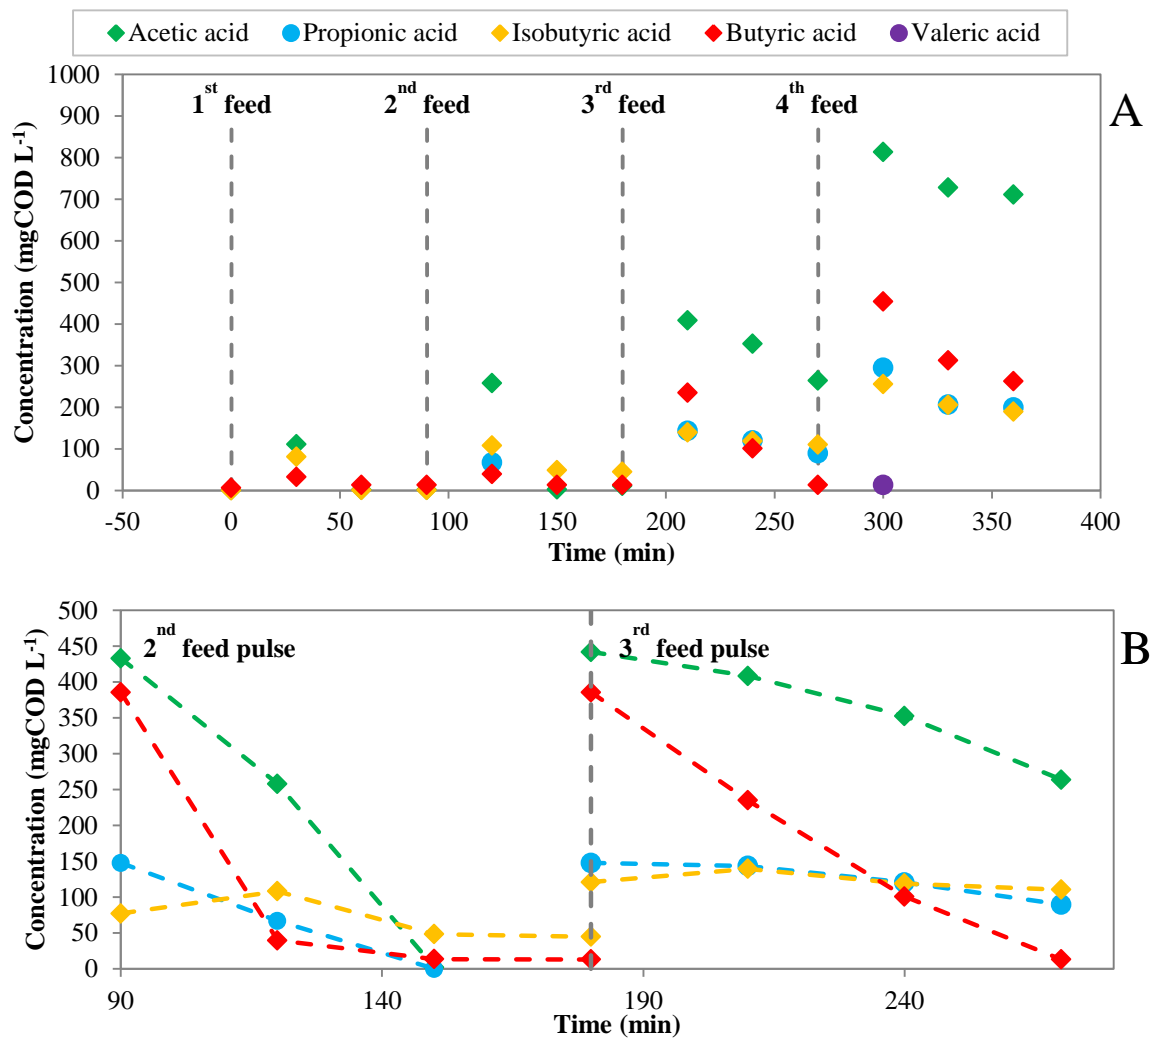 Acetic acid Propionic acid Isobutyric acid Butyric acid Valeric acid
A
1st feed 2nd feed 3rd feed 4th feed
Concentration (mgCOD L-1)
1000
900
800
700
600
500
400
300
200
100
0
-50 0 50 100 150 200 250 300 350 400
Time (min)
B
2nd feed pulse 3rd feed pulse
Concentration (mgCOD L-1)
500
450
400
350
300
250
200
150
100
50
0
90 140 190 240
Time (min)